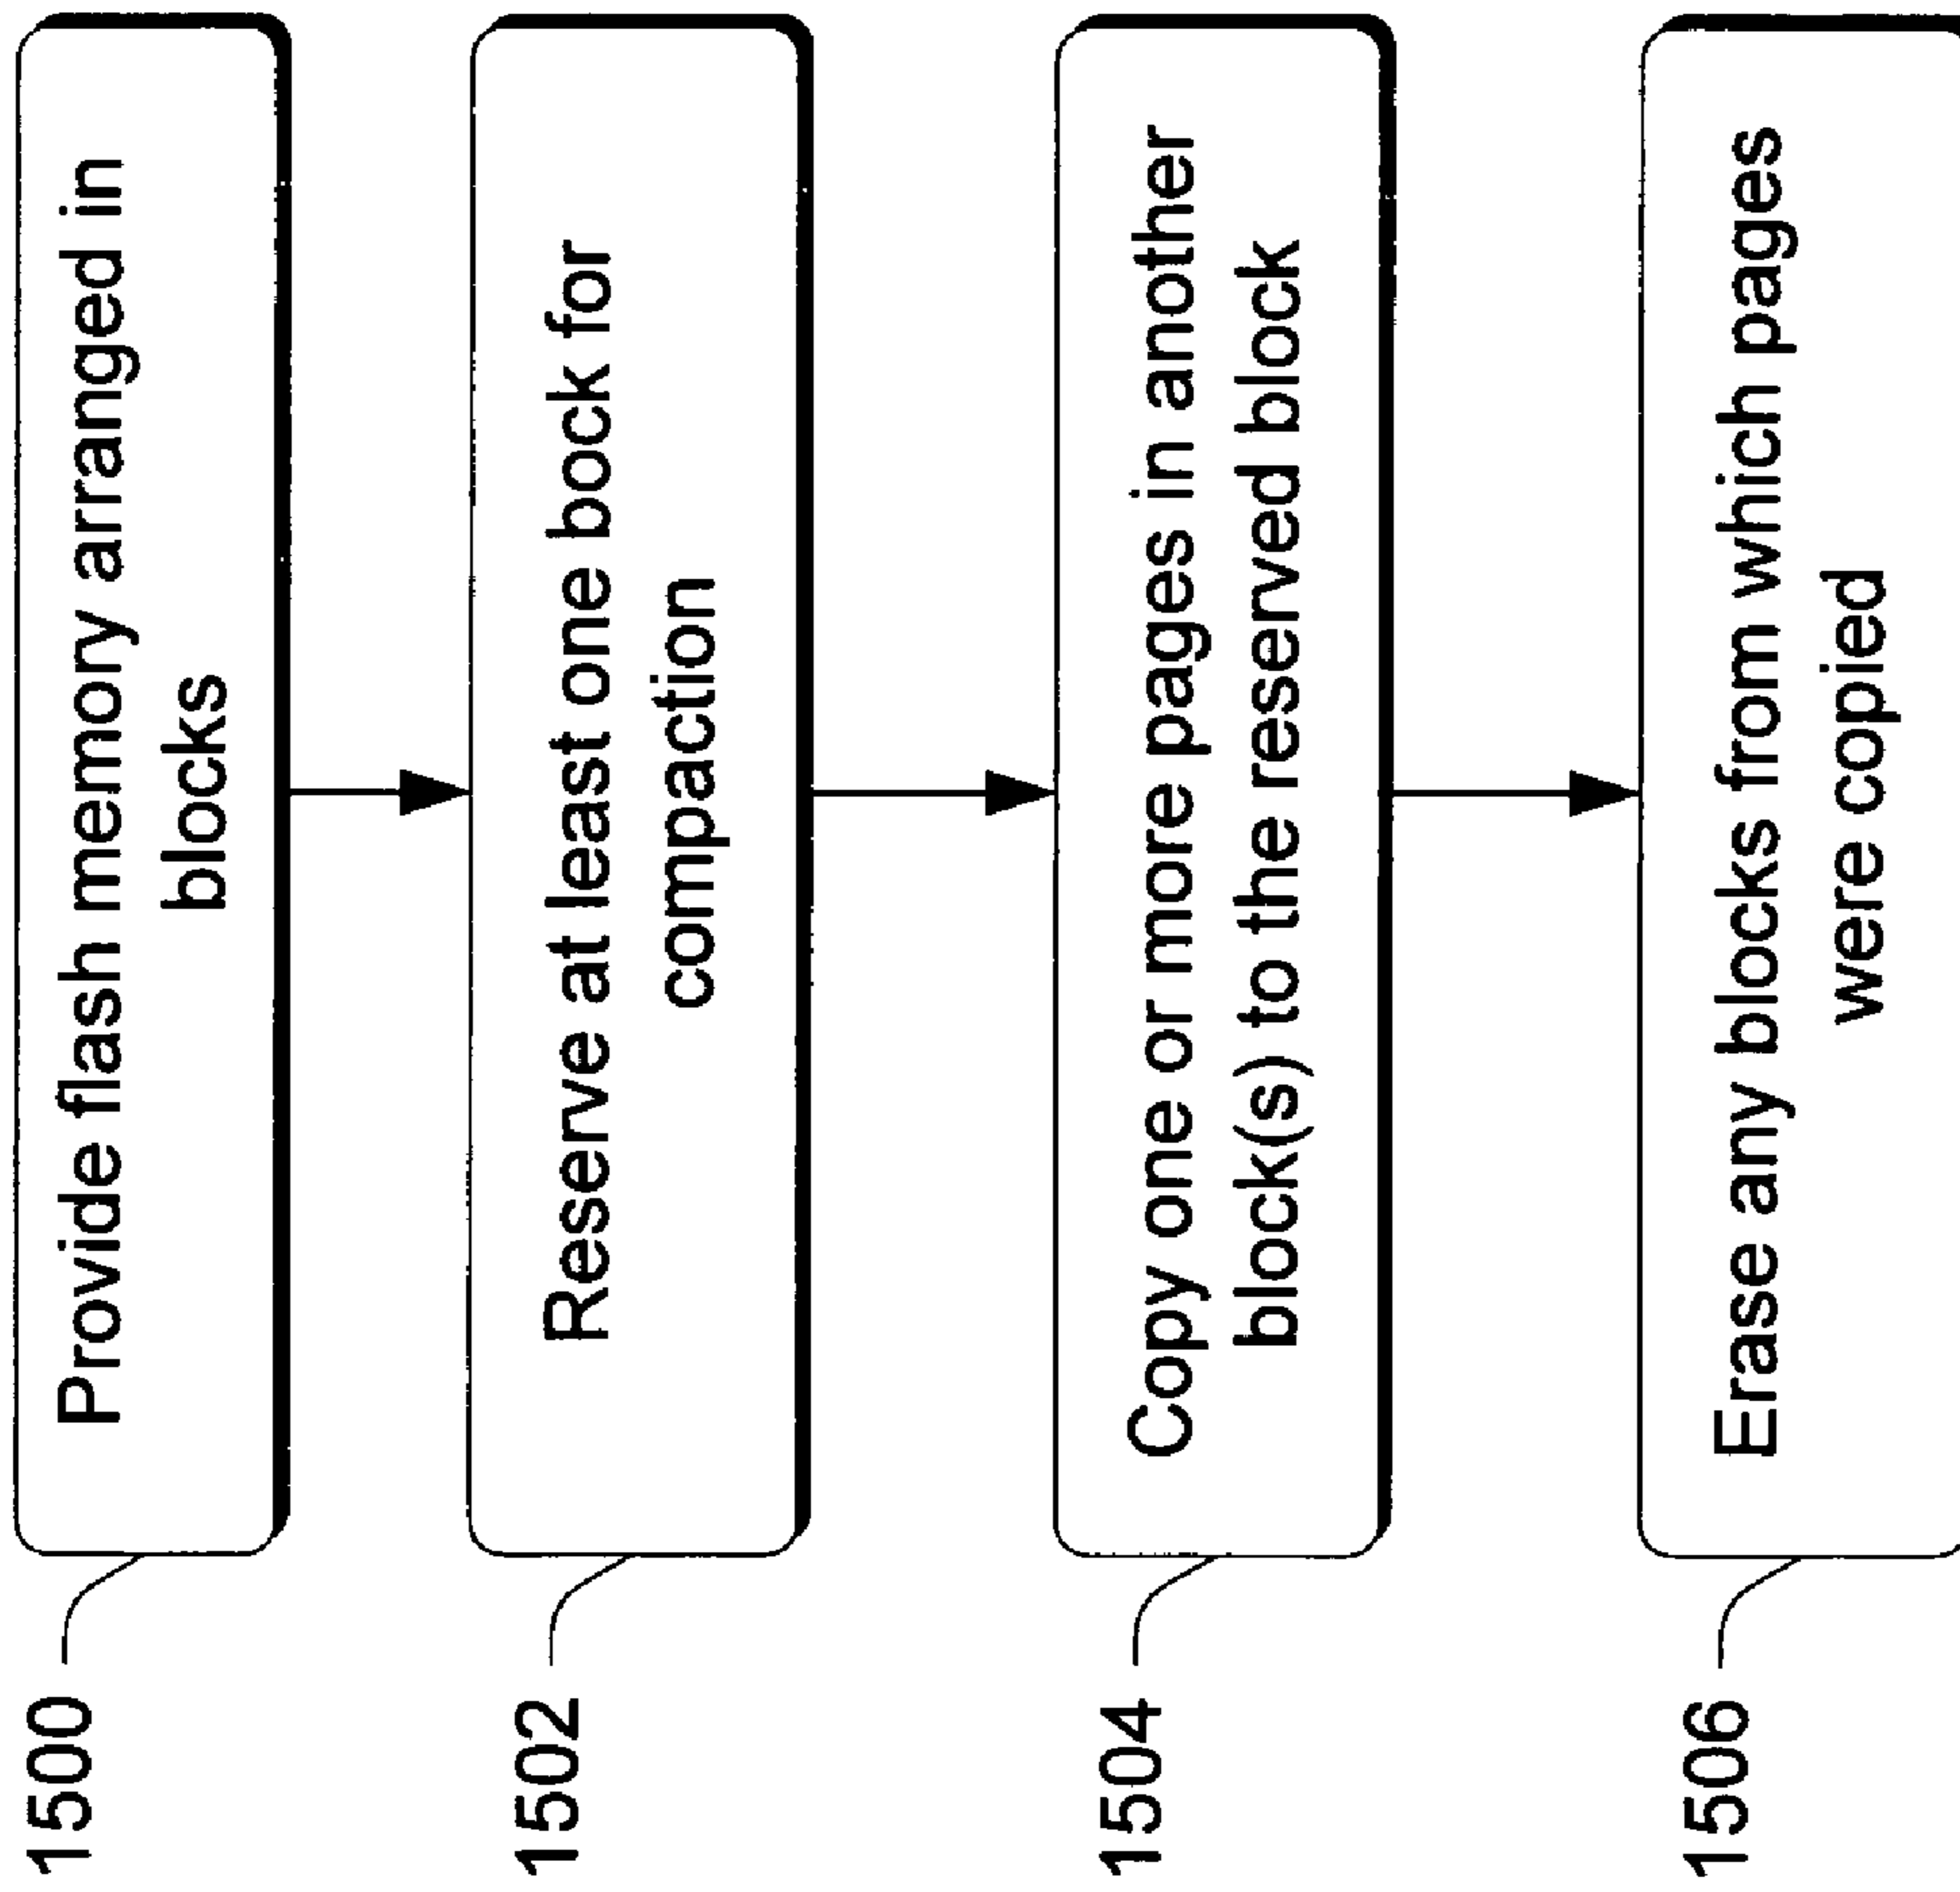 1500
Provide flash memory arranged in
blocks
1502
Reserve at least one bock for
compaction
1504
Copy one or more pages in another
block(s) to the reserved block
1506
Erase any blocks from which pages
were copied